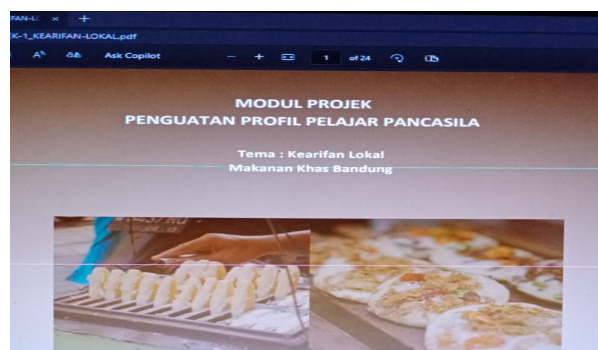 FAN-L
K-1_KEARIFAN-LOKAL.pdf
Ask Copilot
1 of 24
MODUL PROJEK
PENGUATAN PROFIL PELAJAR PANCASILA
Tema : Kearifan Lokal
Makanan Khas Bandung